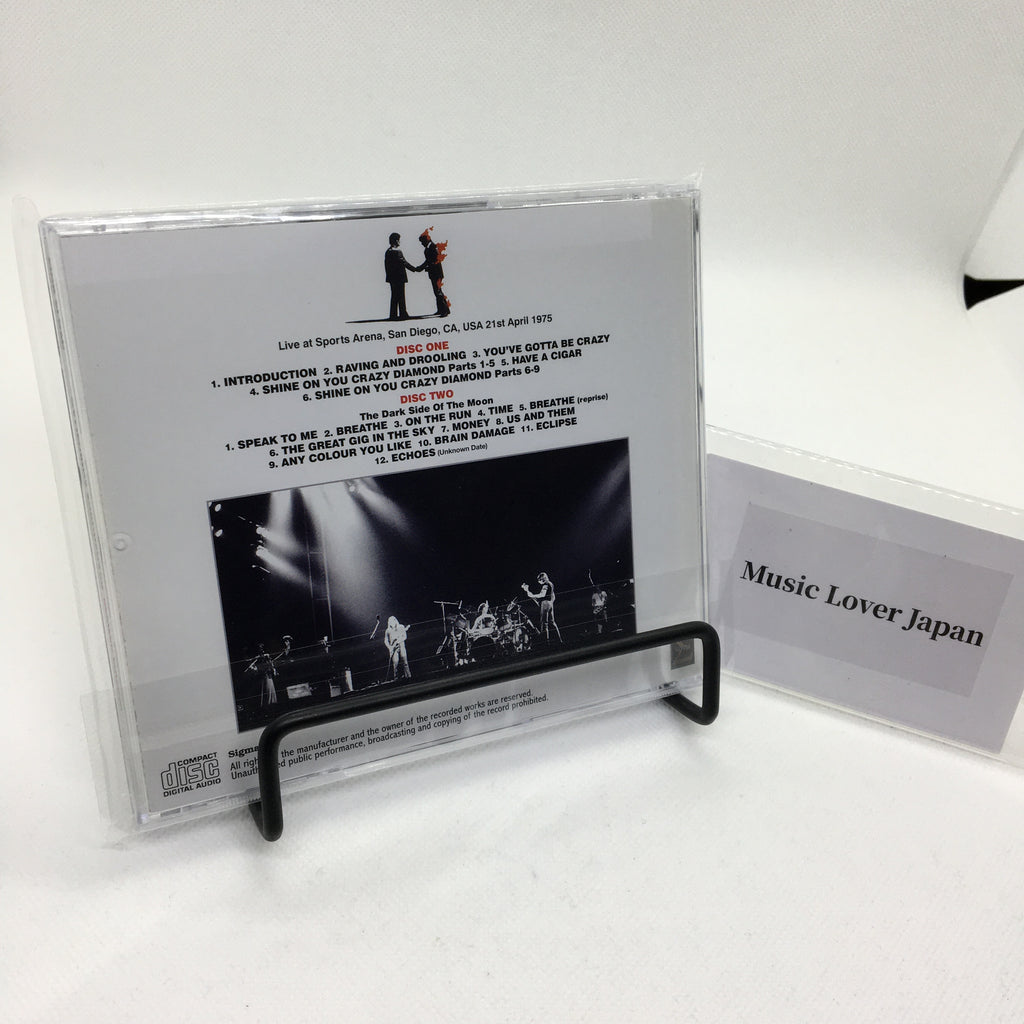 Live at Sports Arena, San Diego, CA, USA 21st April 1975
DISC ONE
1. INTRODUCTION 2. RAVING AND DROOLING 3. YOU'VE GOTTA BE CRAZY
4. SHINE ON YOU CRAZY DIAMOND Parts 1-5 5. HAVE A CIGAR
6. SHINE ON YOU CRAZY DIAMOND Parts 6-9
DISC TWO
The Dark Side Of The Moon
1. SPEAK TO ME 2. BREATHE 3. ON THE RUN 4. TIME 5. BREATHE (reprise)
6. THE GREAT GIG IN THE SKY 7. MONEY 8. US AND THEM
9. ANY COLOUR YOU LIKE 10. BRAIN DAMAGE 11. ECLIPSE
12. ECHOES (Unknown Date)
COMPACT
disc
DIGITAL AUDIO
Sigma
All the manufacturer and the owner of the recorded works are reserved.
public performance, broadcasting and copying of the record prohibited.
Music Lover Japan